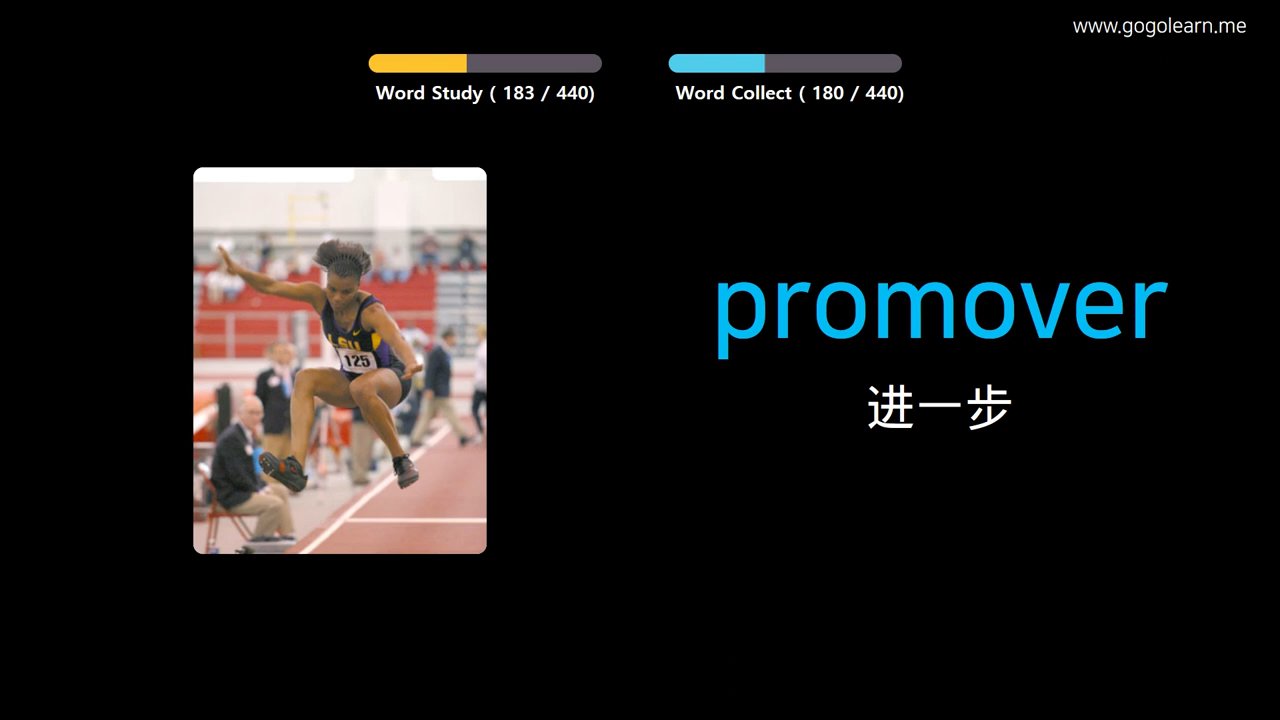 www.gogolearn.me
Word Study ( 183 / 440)
Word Collect ( 180 / 440)
LSU
125
promover
进一步